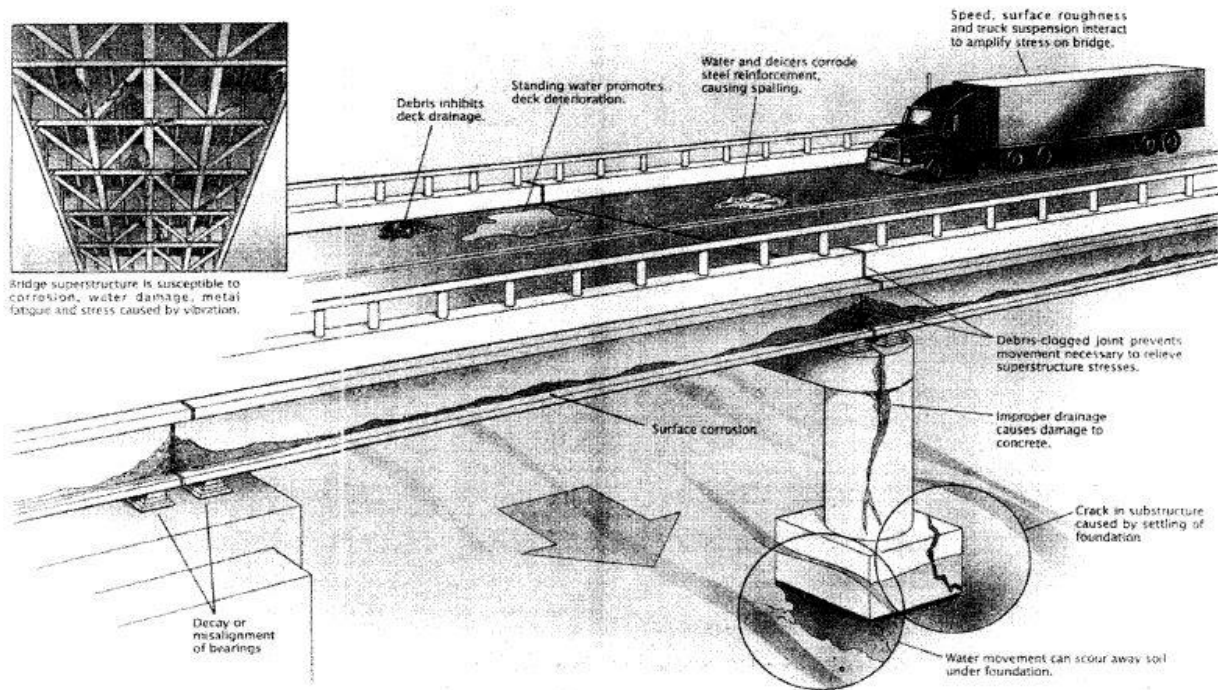 Speed, surface roughness
and truck suspension interact
to amplify stress on bridge.
Water and deicers corrode
steel reinforcement,
causing spalling.
Standing water promotes
deck deterioration.
Debris inhibits
deck drainage.
Bridge superstructure is susceptible to
corrosion, water damage, metal
fatigue and stress caused by vibration.
Debris-clogged joint prevents
movement necessary to relieve
superstructure stresses.
Improper drainage
causes damage to
concrete.
Surface corrosion
Crack in substructure
caused by settling of
foundation
Decay or
misalignment
of bearings
Water movement can scour away soil
under foundation.